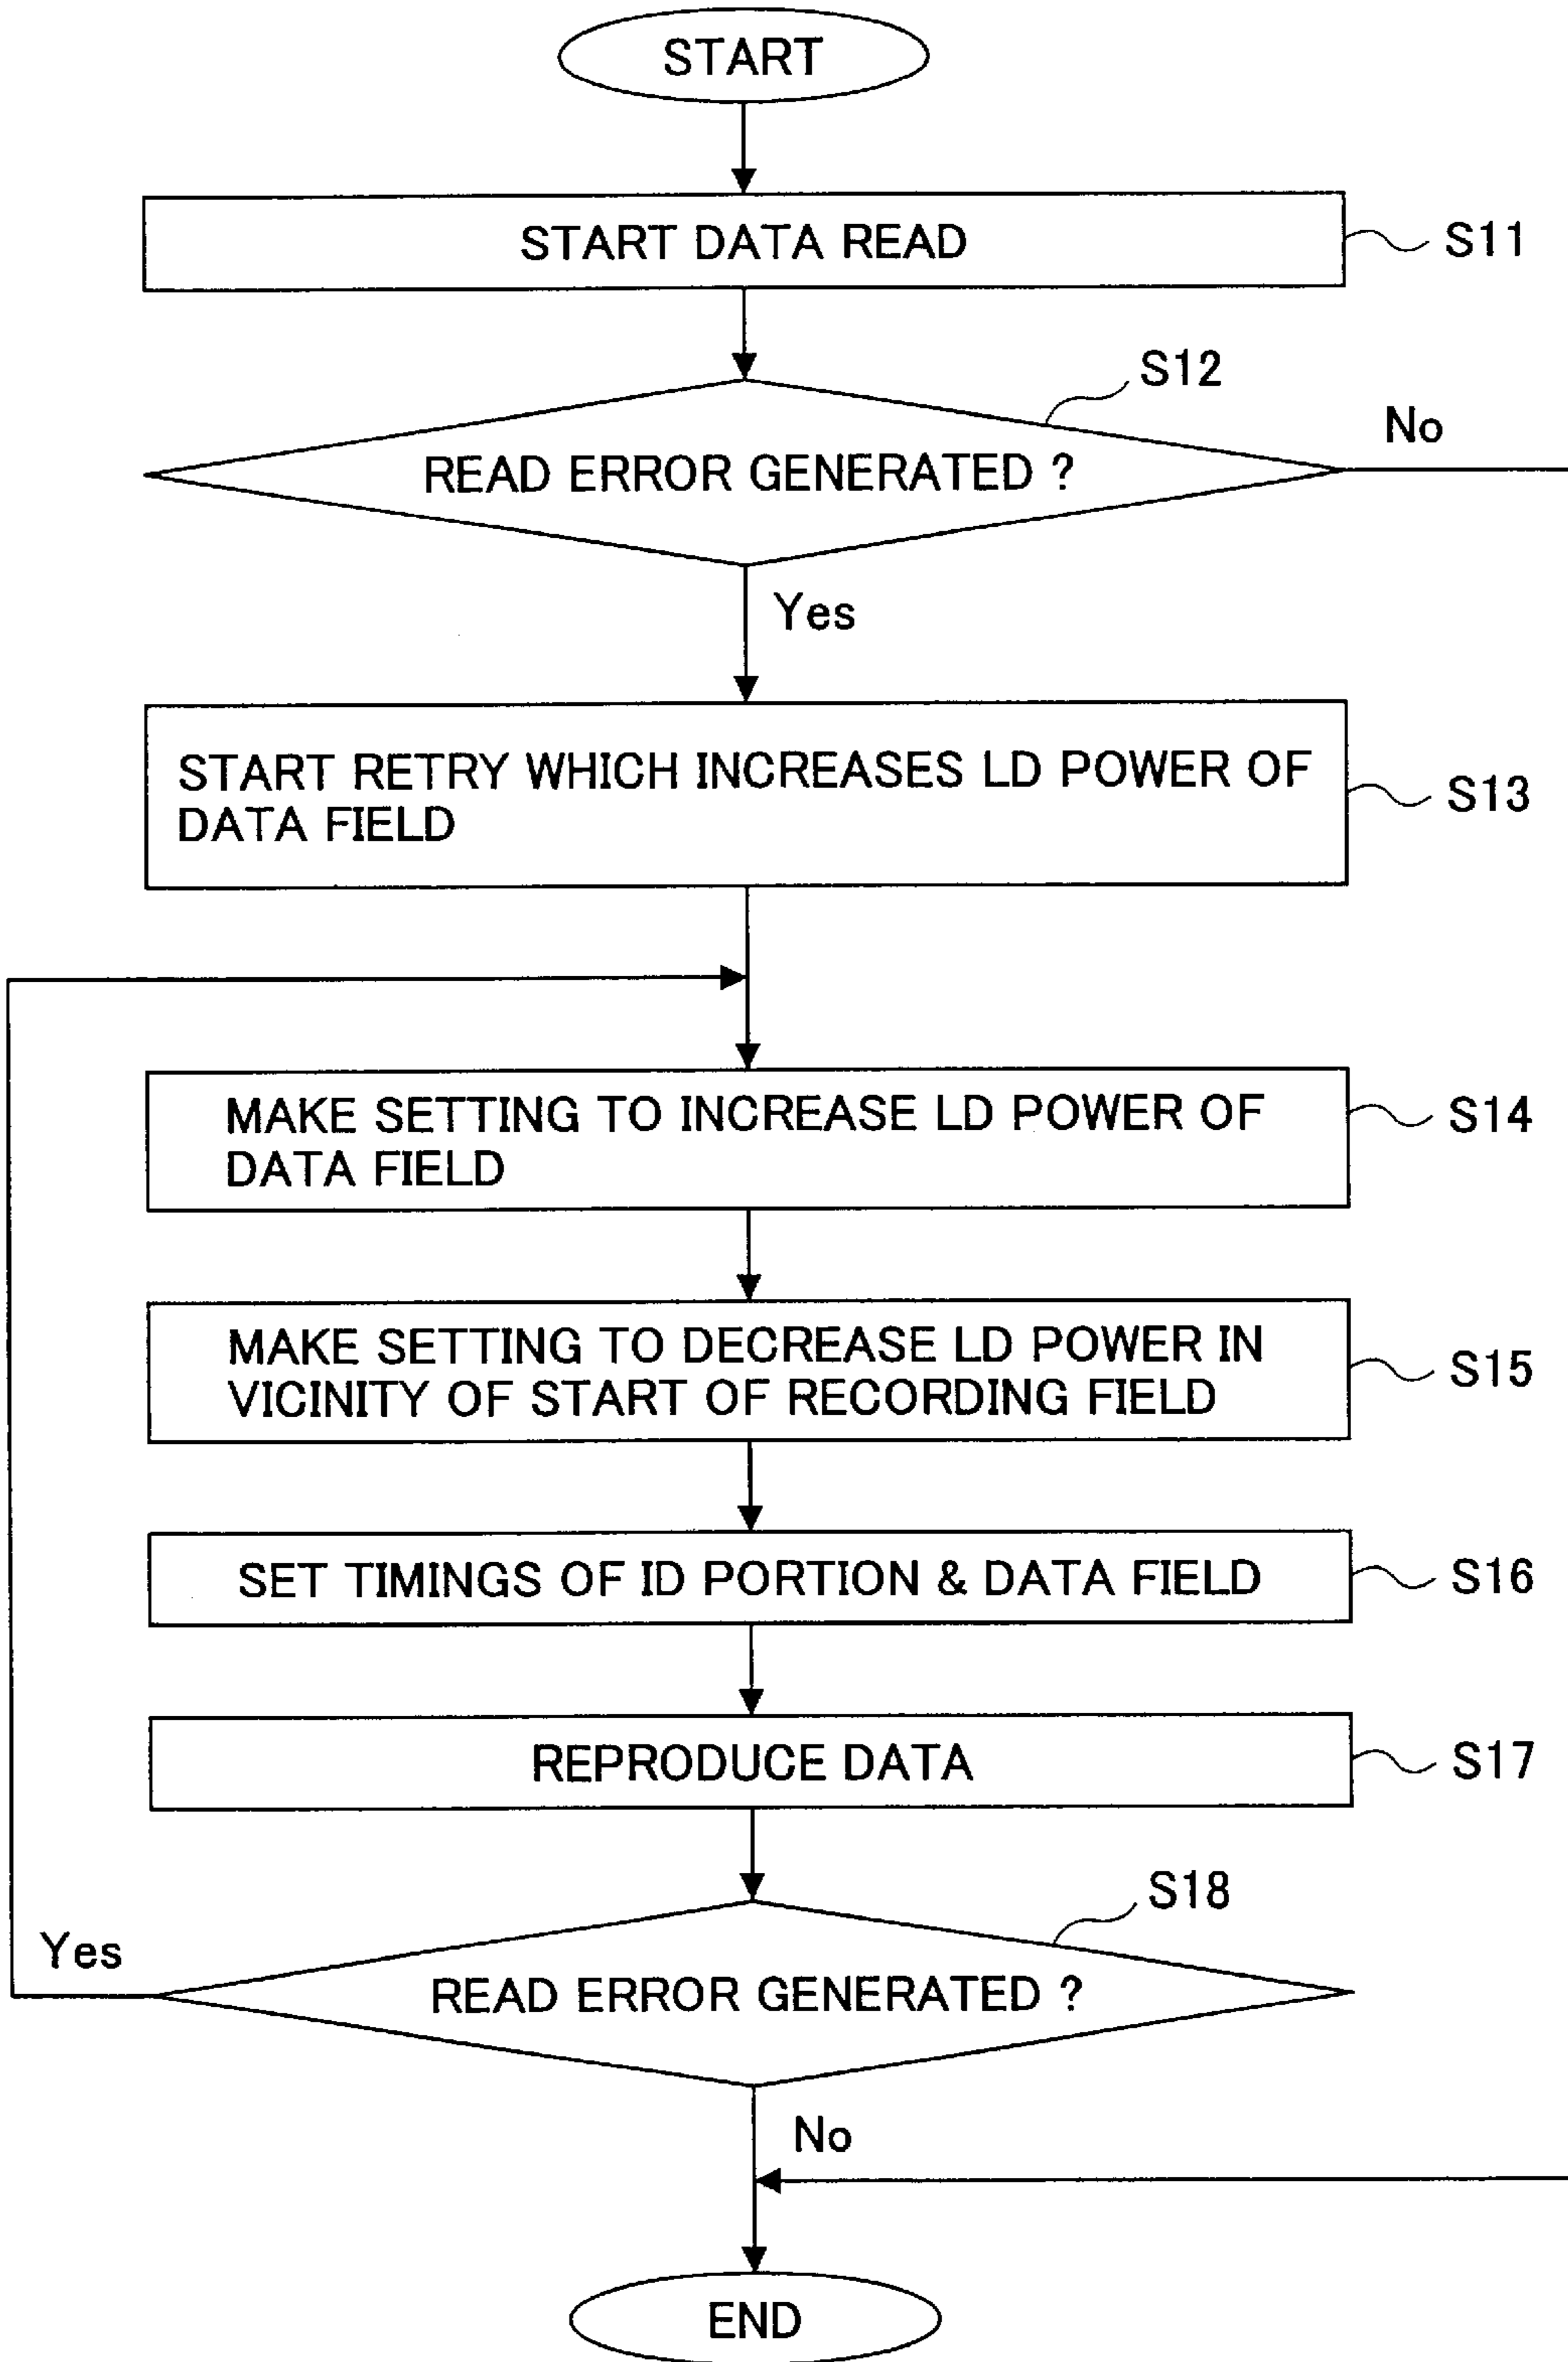 START
START DATA READ
S11
S12
READ ERROR GENERATED ?
No
Yes
START RETRY WHICH INCREASES LD POWER OF
DATA FIELD
S13
MAKE SETTING TO INCREASE LD POWER OF
DATA FIELD
S14
MAKE SETTING TO DECREASE LD POWER IN
VICINITY OF START OF RECORDING FIELD
S15
SET TIMINGS OF ID PORTION & DATA FIELD
S16
REPRODUCE DATA
S17
S18
Yes
READ ERROR GENERATED ?
No
END